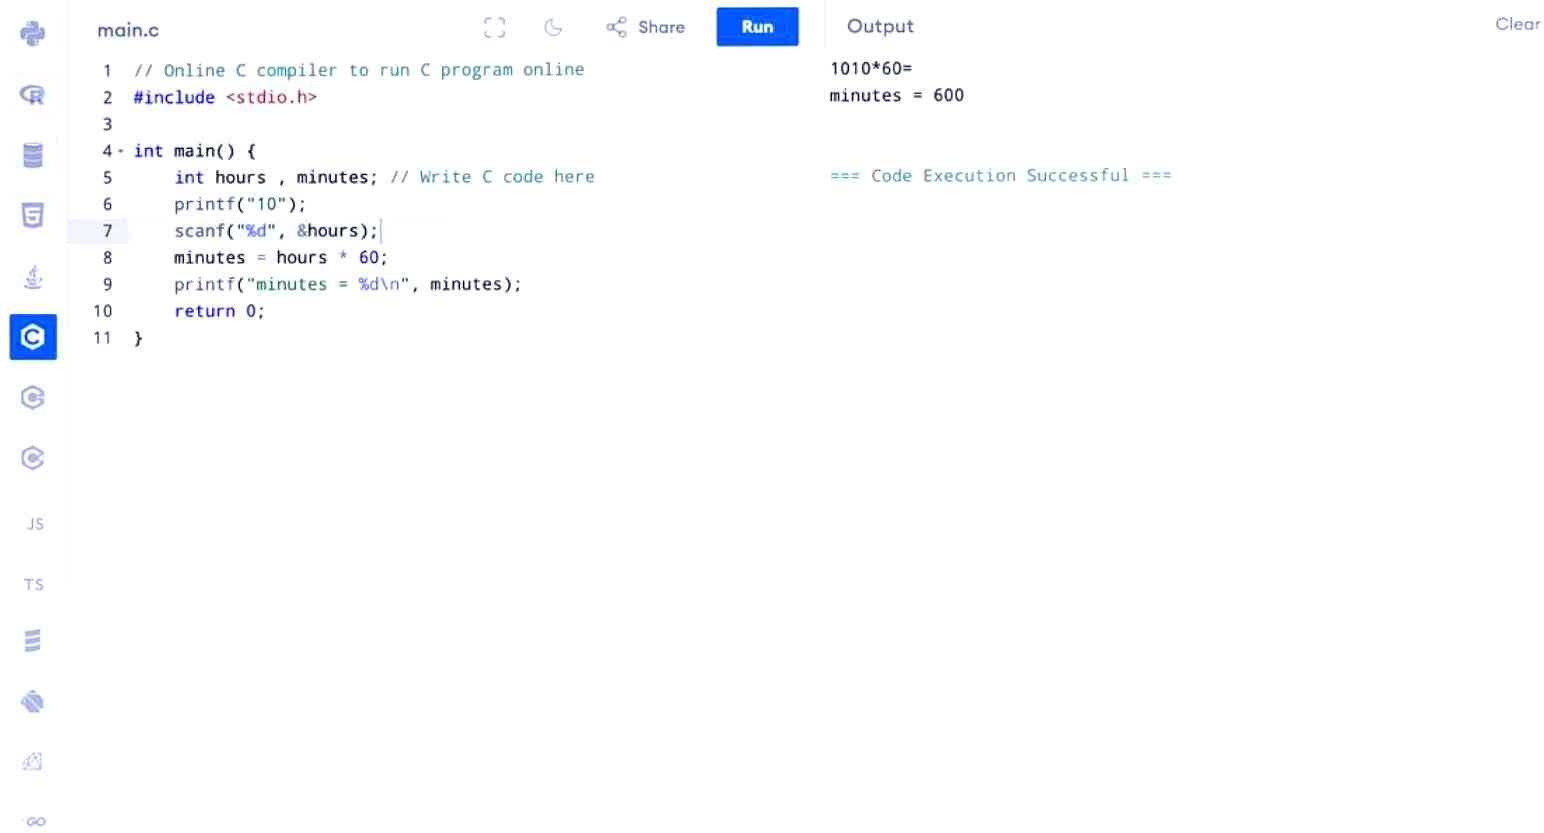 main.c
Share
Run
Output
Clear
1 // Online C compiler to run C program online
2 #include <stdio.h>
3
4 int main() {
5 int hours , minutes; // Write C code here
6 printf("10");
7 scanf("%d", &hours);
8 minutes = hours * 60;
9 printf("minutes = %d\n", minutes);
10 return 0;
11 }
1010*60=
minutes = 600
=== Code Execution Successful ===
R
5
C
JS
TS
GO